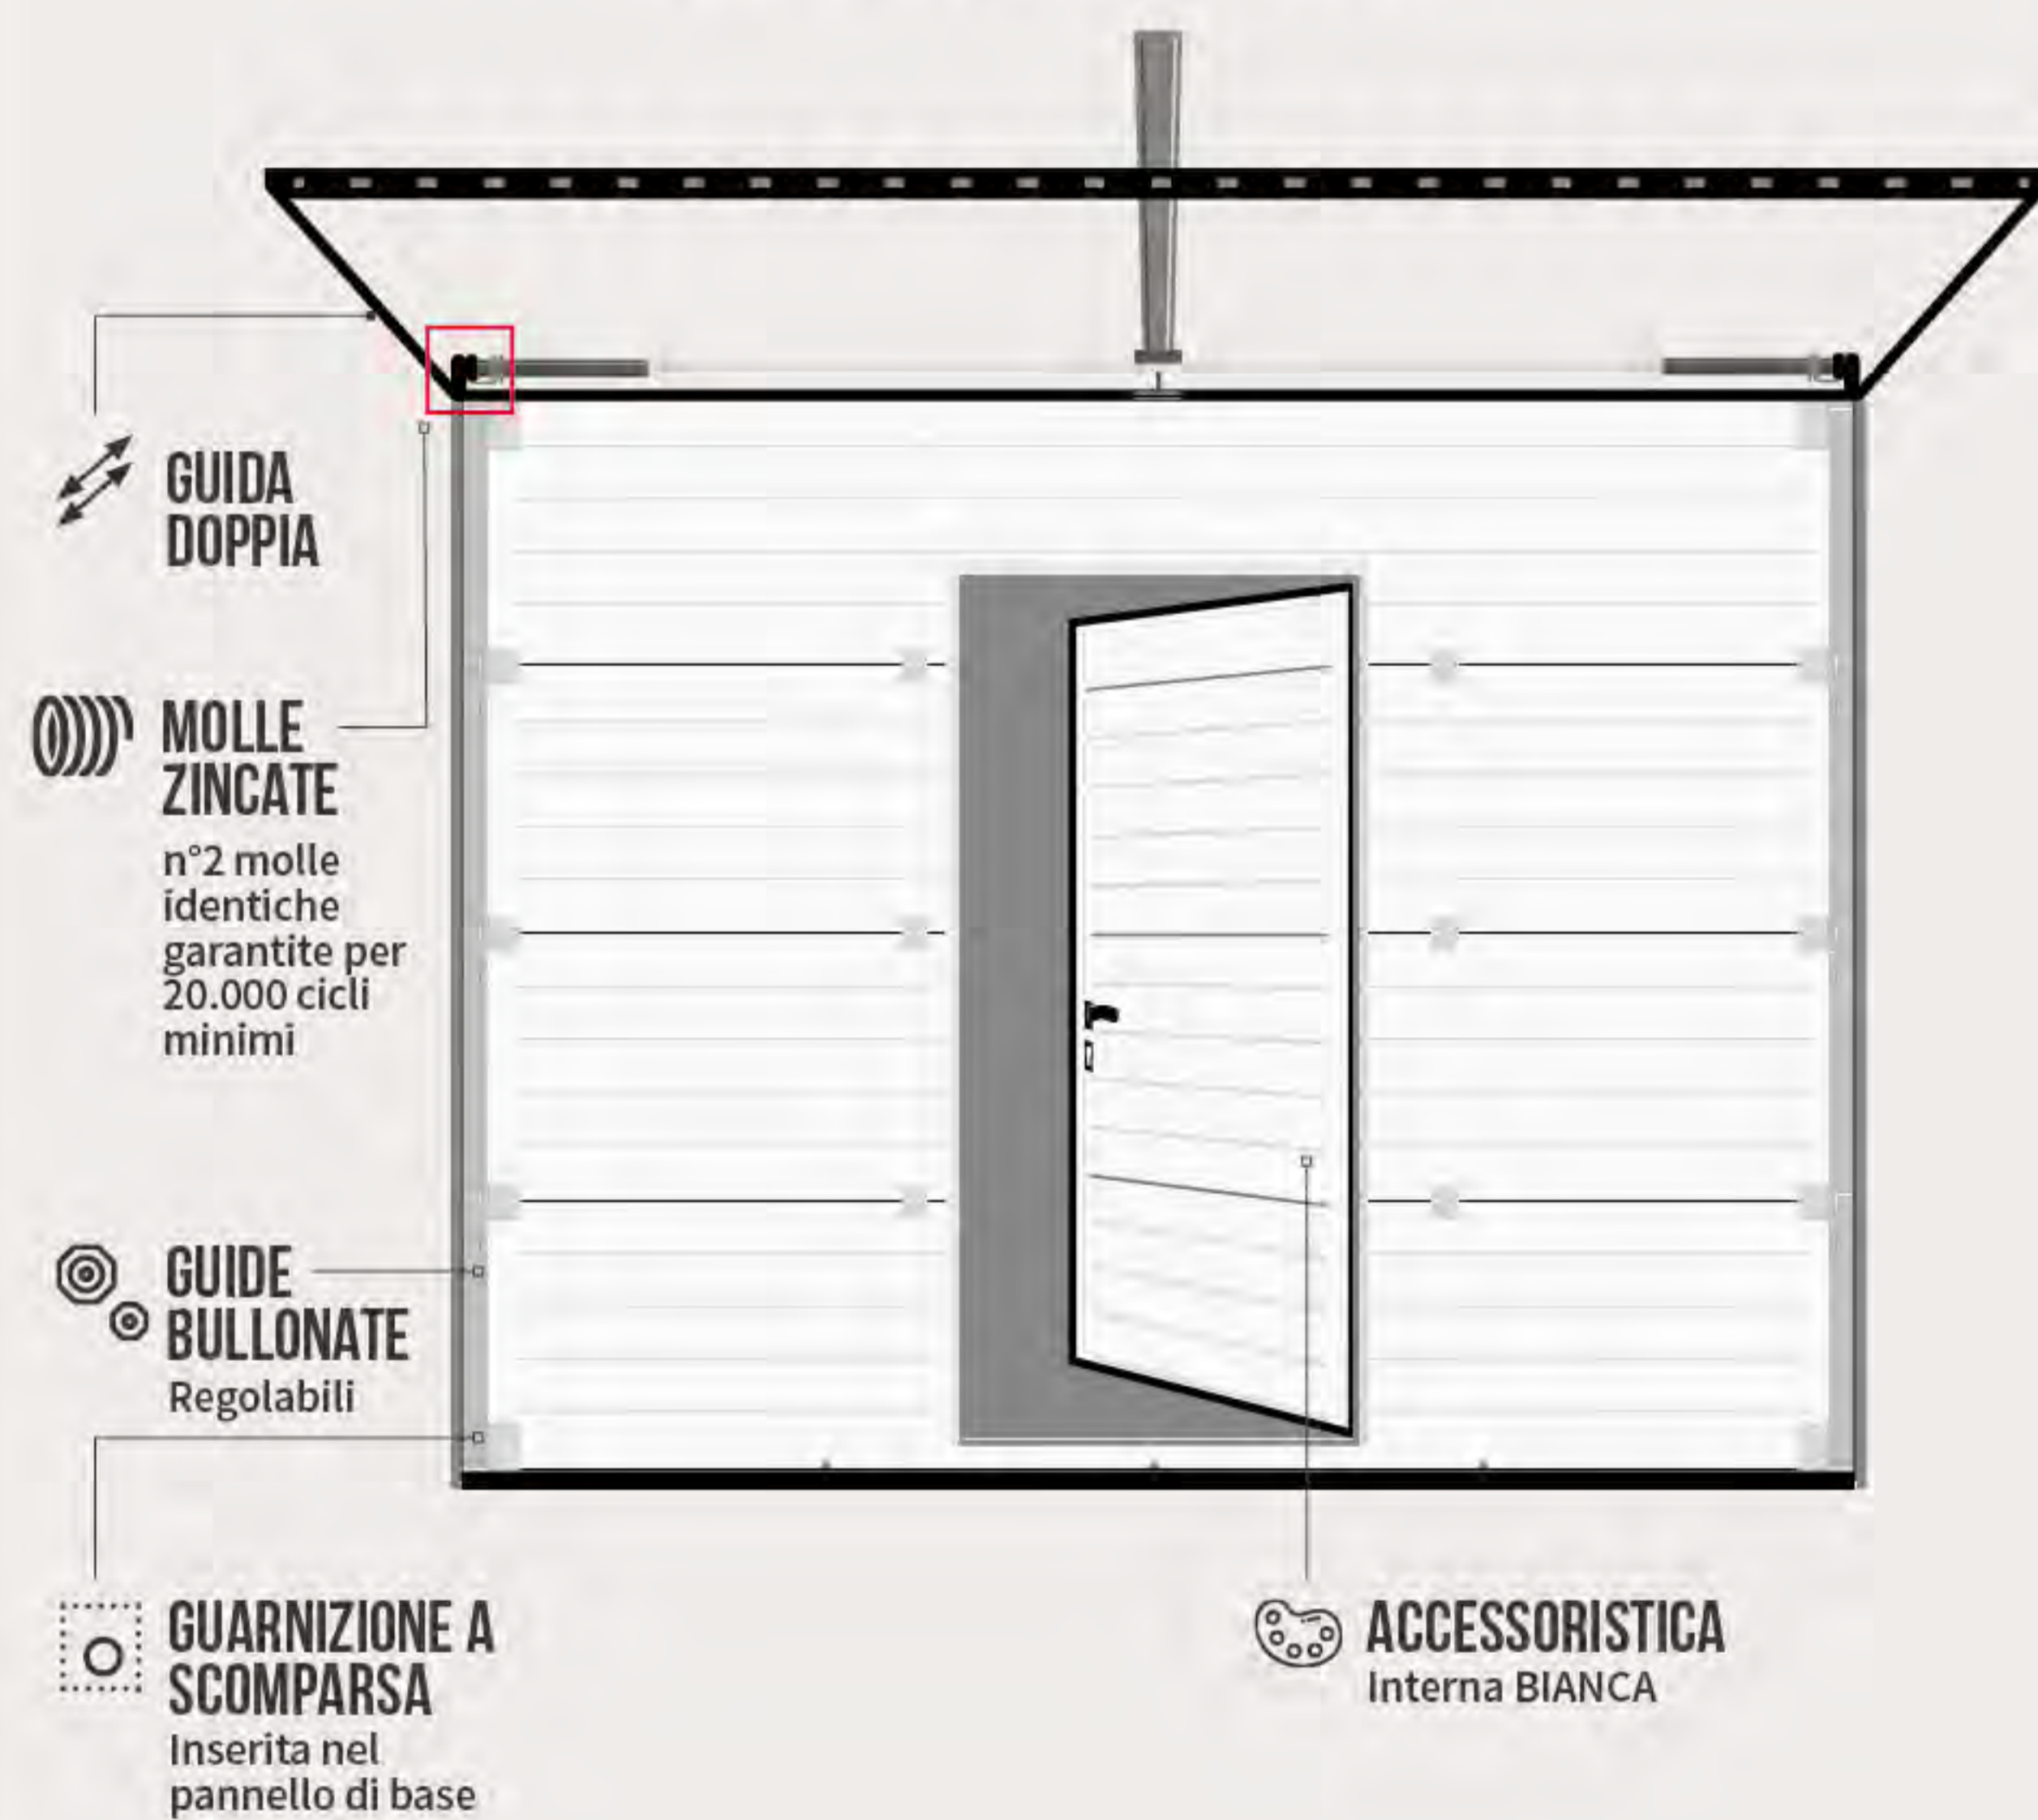 GUIDA
DOPPIA
MOLLE
ZINCATE
n°2 molle
identiche
garantite per
20.000 cicli
minimi
GUIDE
BULLONATE
Regolabili
GUARNIZIONE A
SCOMPARSA
Inserita nel
pannello di base
ACCESSORISTICA
Interna BIANCA